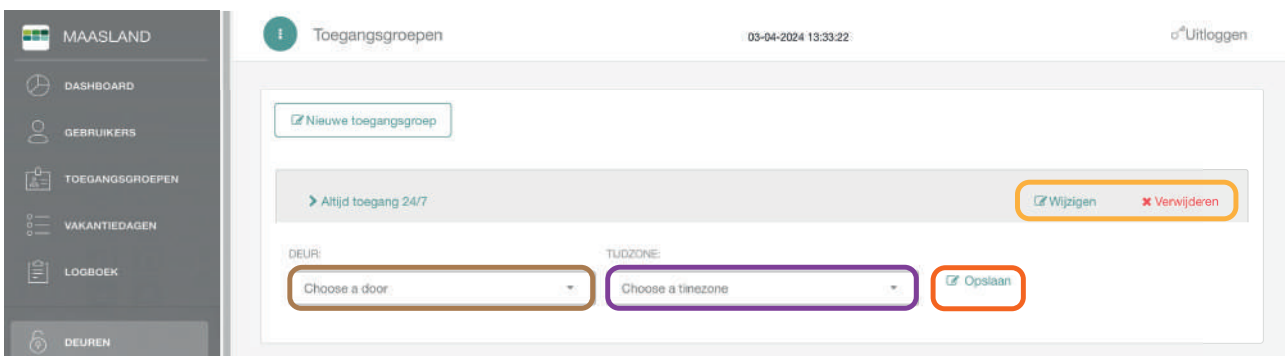 MAASLAND
DASHBOARD
GEBRUIKERS
TOEGANGSGROEPEN
VAKANTIEDAGEN
LOGBOEK
DEUREN
Toegangsgroepen
03-04-2024 13:33:22
Uitloggen
Nieuwe toegangsgroep
Altijd toegang 24/7
Wijzigen
Verwijderen
DEUR:
TIJDZONE:
Choose a door
Choose a timezone
Opslaan